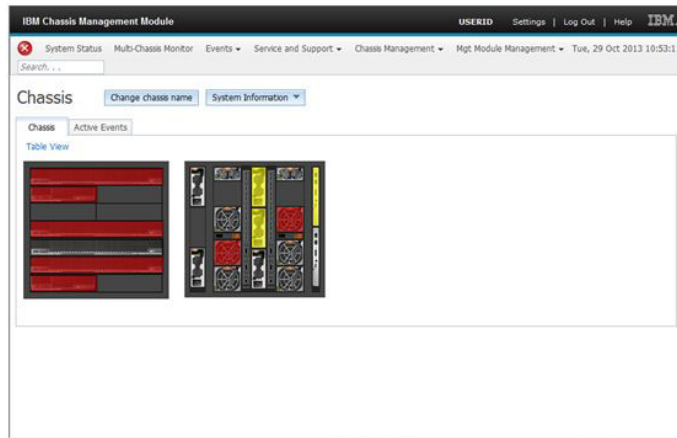 IBM Chassis Management Module USERID Settings | Log Out | Help IBM.
System Status Multi-Chassis Monitor Events Service and Support Chassis Management Mgt Module Management Tue, 29 Oct 2013 10:53:1
Search. . .
Chassis Change chassis name System Information
Chassis Active Events
Table View